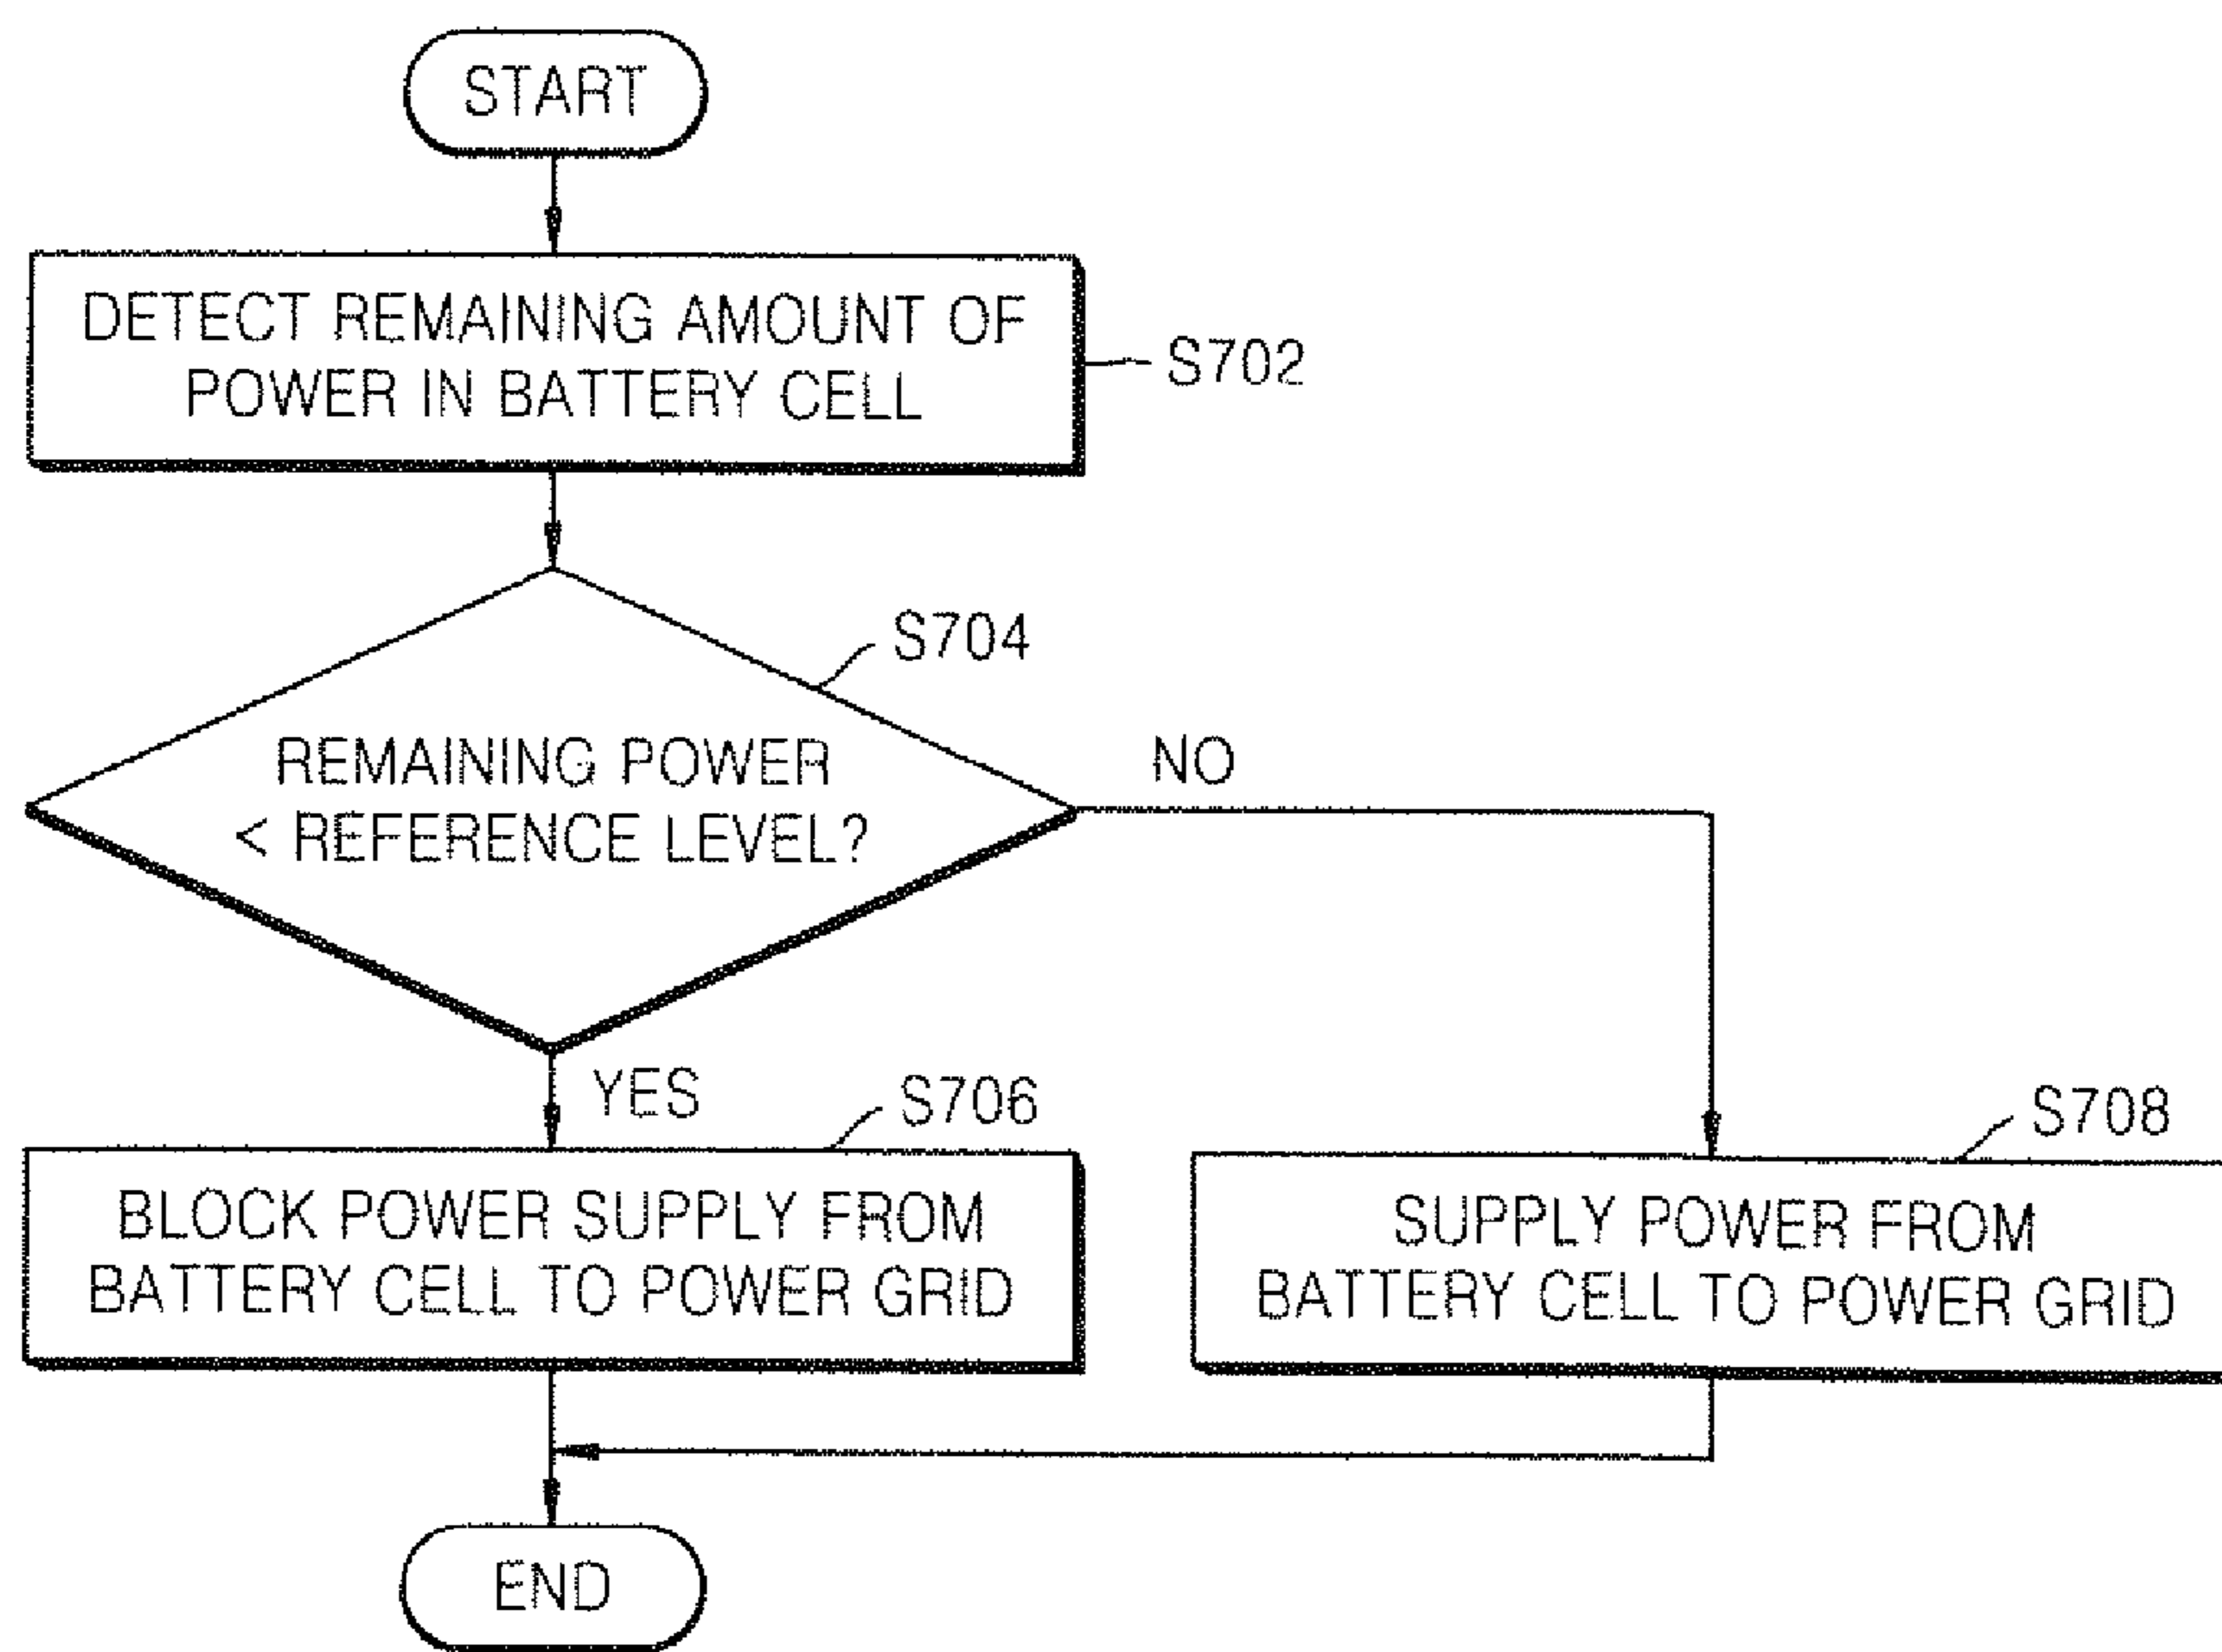 START
DETECT REMAINING AMOUNT OF
POWER IN BATTERY CELL
S702
S704
REMAINING POWER
< REFERENCE LEVEL?
NO
YES
S706
BLOCK POWER SUPPLY FROM
BATTERY CELL TO POWER GRID
S708
SUPPLY POWER FROM
BATTERY CELL TO POWER GRID
END